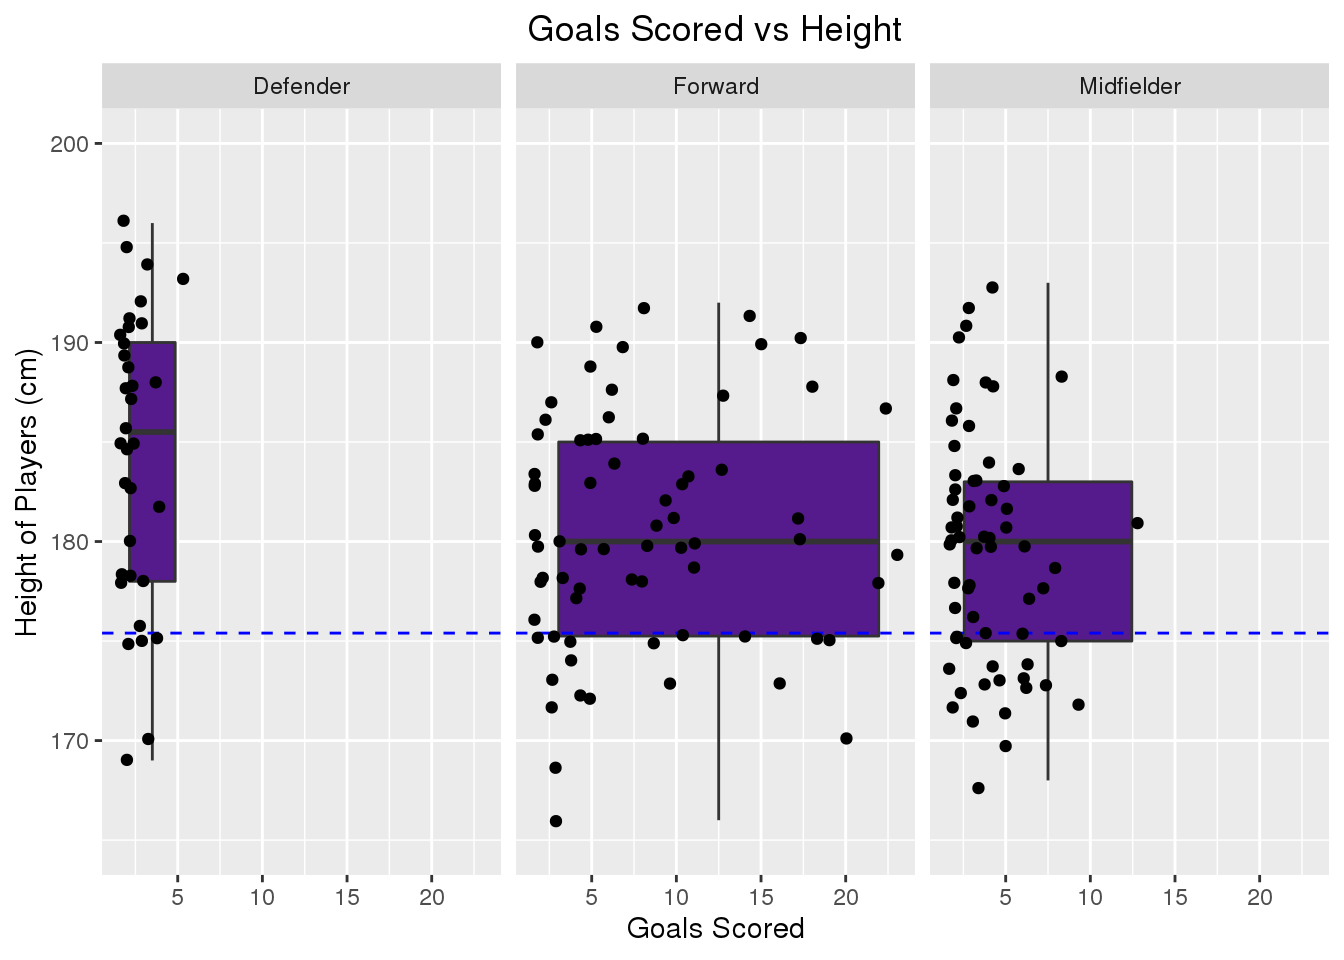 Goals Scored vs Height
Defender Forward Midfielder
200
190
180
170
Height of Players (cm)
5 10 15 20 5 10 15 20 5 10 15 20
Goals Scored